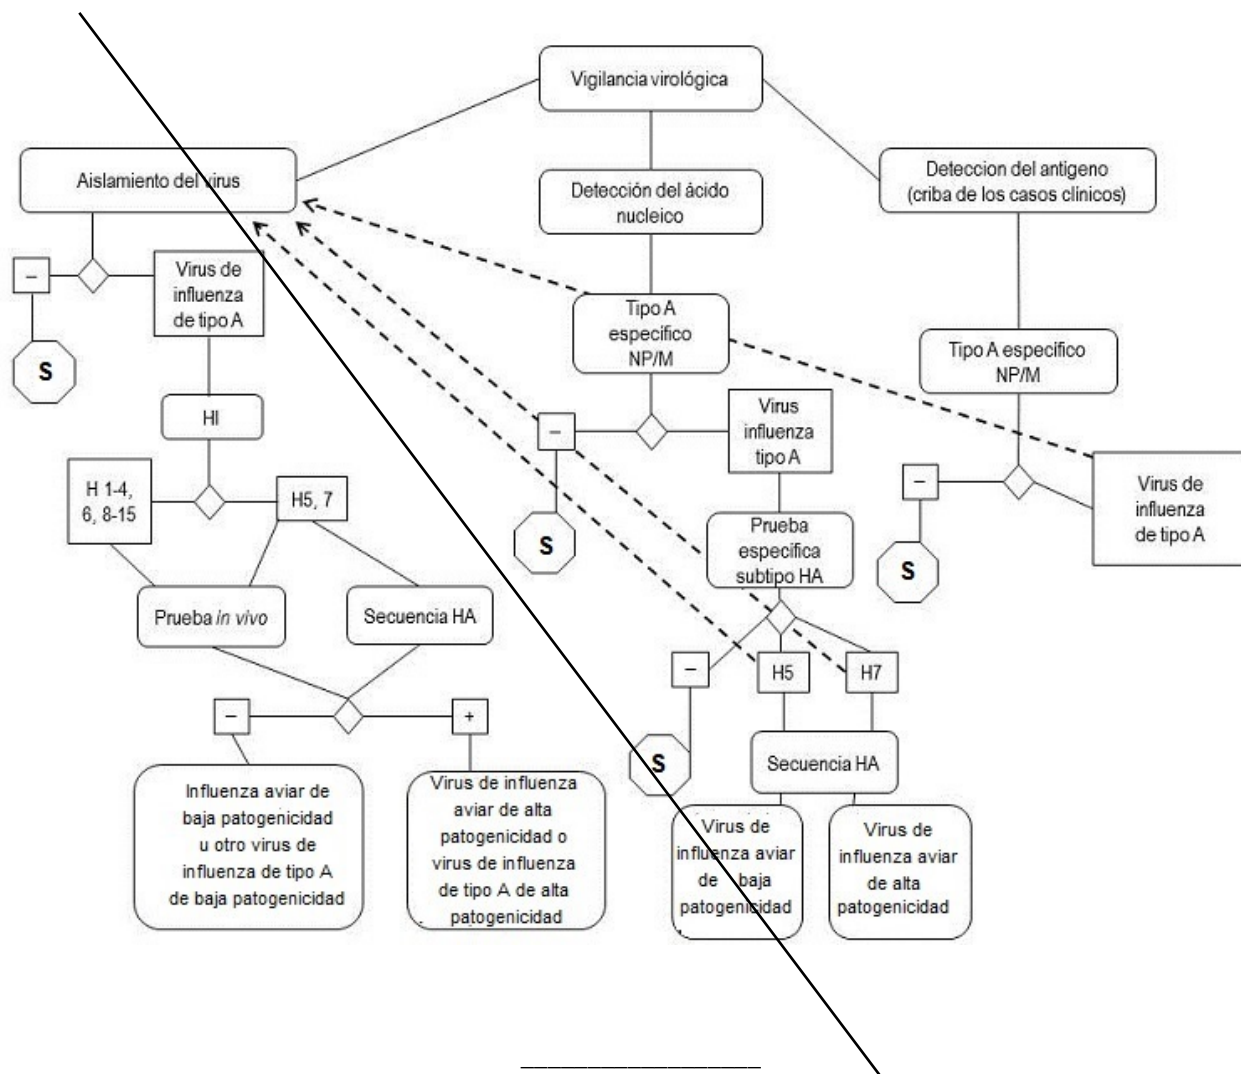 Vigilancia virológica
Aislamiento del virus
Detección del ácido
nucleico
Deteccion del antígeno
(criba de los casos clínicos)
–
Virus de
influenza
de tipo A
S
Tipo A
específico
NP/M
Tipo A específico
NP/M
HI
–
Virus
influenza
tipo A
H 1-4,
6, 8-15
H5, 7
S
–
Virus de
influenza
de tipo A
S
Prueba
especifica
subtipo HA
Prueba in vivo
Secuencia HA
–
H5
H7
–
+
S
Secuencia HA
Influenza aviar de
baja patogenicidad
u otro virus de
influenza de tipo A
de baja patogenicidad
Virus de influenza
aviar de alta
patogenicidad o
virus de influenza
de tipo A de alta
patogenicidad
Virus de
influenza aviar
de baja
patogenicidad
Virus de
influenza aviar
de alta
patogenicidad